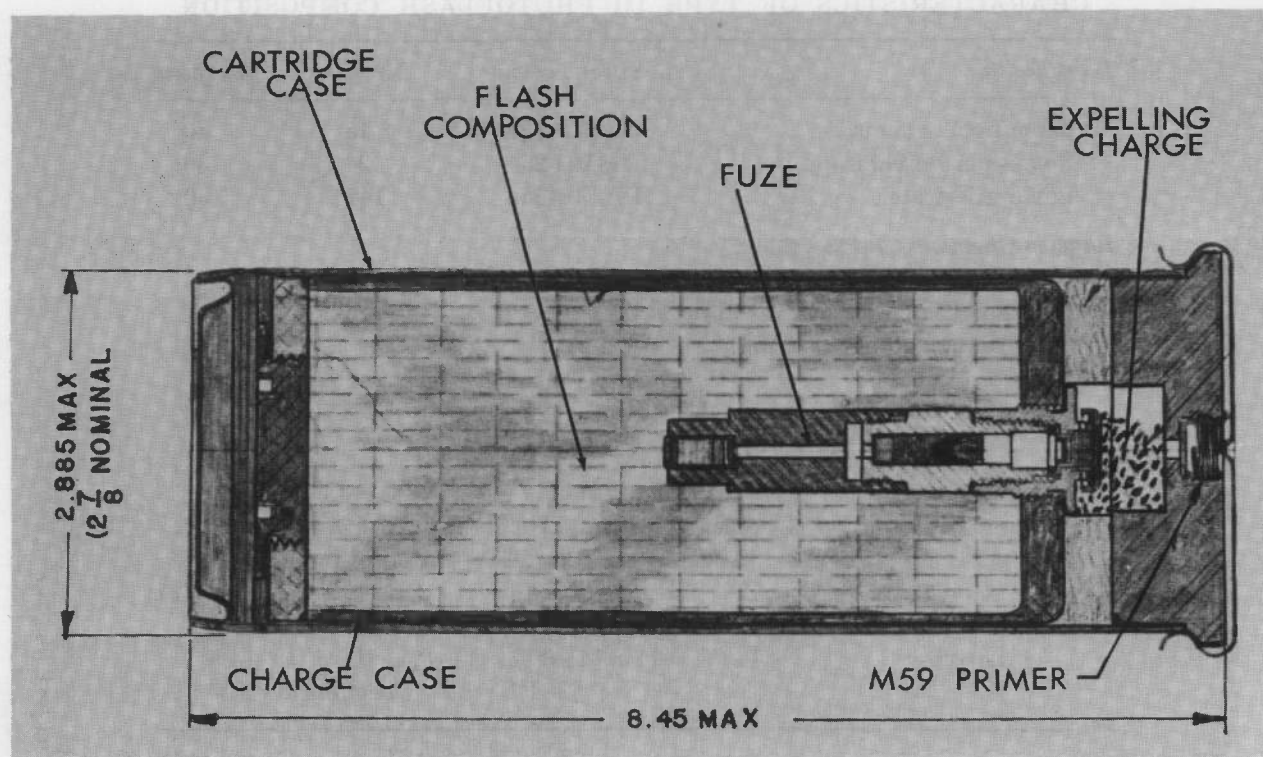 CARTRIDGE
CASE
FLASH
COMPOSITION
EXPELLING
CHARGE
FUZE
2.885 MAX
(2 7/8 NOMINAL
CHARGE CASE
M59 PRIMER
8.45 MAX